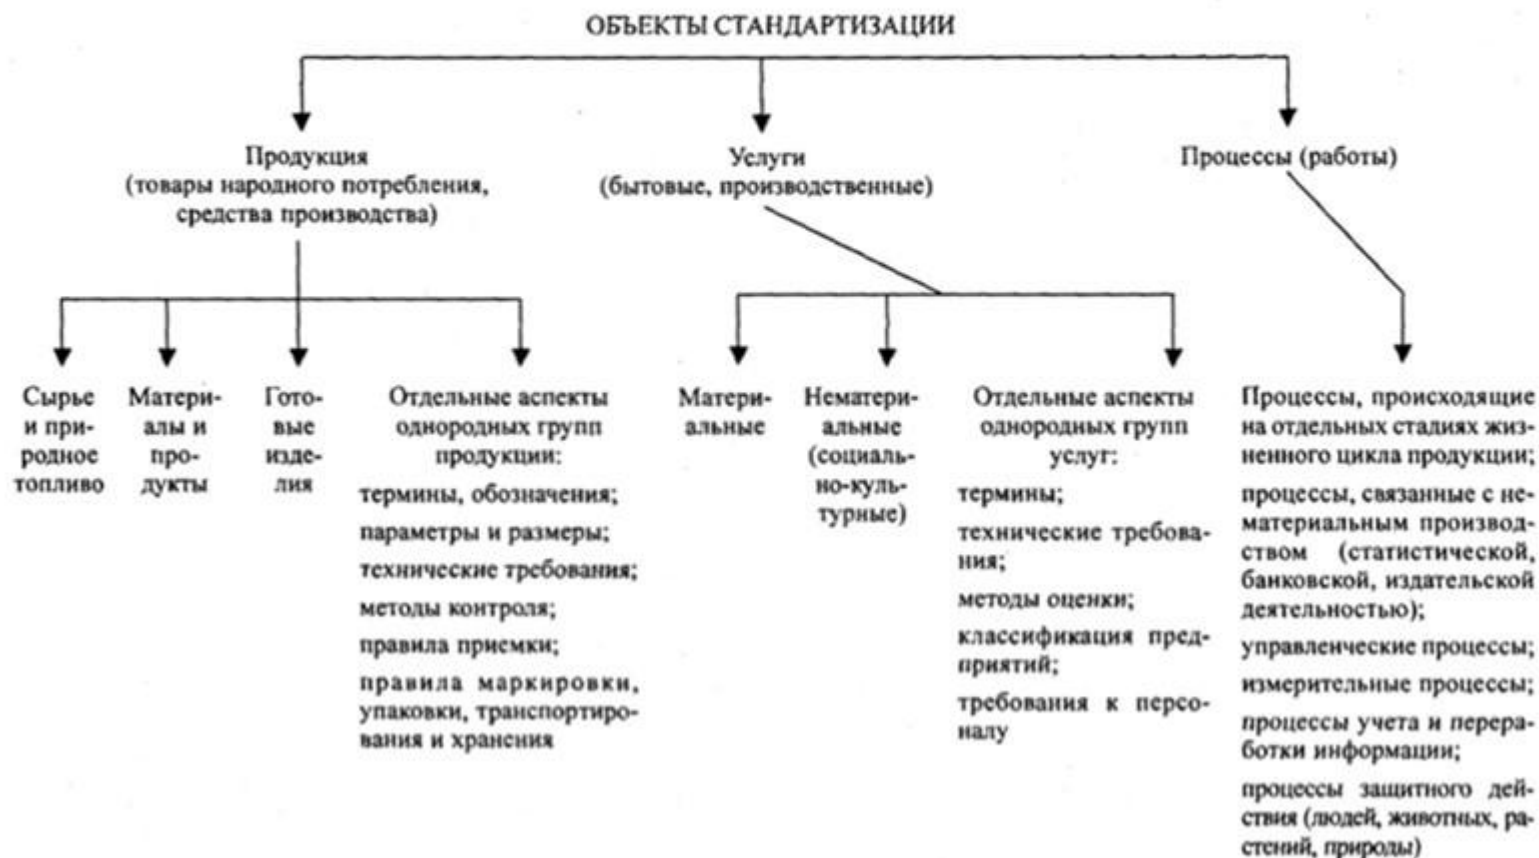 ОБЪЕКТЫ СТАНДАРТИЗАЦИИ
Продукция
(товары народного потребления,
средства производства)
Услуги
(бытовые, производственные)
Процессы (работы)
Сырье
и при-
родное
топливо
Матери-
алы и
про-
дукты
Гото-
вые
изде-
лия
Отдельные аспекты
однородных групп
продукции:
термины, обозначения;
параметры и размеры;
технические требования;
методы контроля;
правила приемки;
правила маркировки,
упаковки, транспортиро-
вания и хранения
Матери-
альные
Нематери-
альные
(социаль-
но-куль-
турные)
Отдельные аспекты
однородных групп
услуг:
термины;
технические требова-
ния;
методы оценки;
классификация пред-
приятий;
требования к персо-
налу
Процессы, происходящие
на отдельных стадиях жиз-
ненного цикла продукции;
процессы, связанные с не-
материальным производ-
ством (статистической,
банковской, издательской
деятельностью);
управленческие процессы;
измерительные процессы;
процессы учета и перера-
ботки информации;
процессы защитного дей-
ствия (людей, животных, ра-
стений, природы)